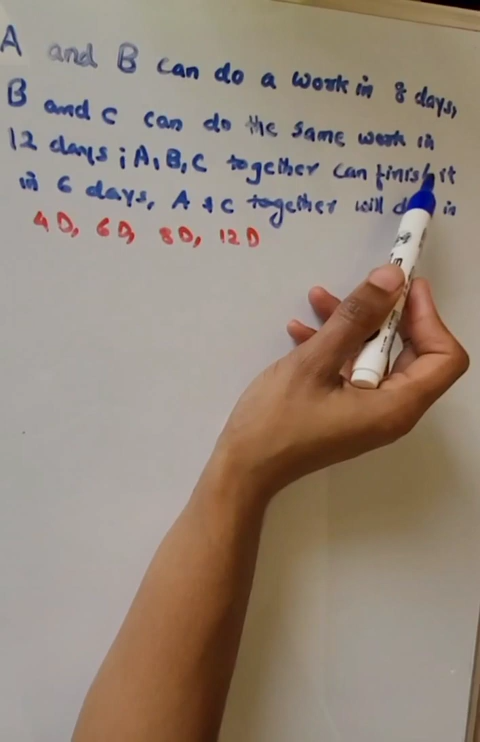 A and B can do a work in 8 days,
B and C can do the same work in
12 days; A, B, C together can finish it
in 6 days, A & C together will in
4D, 6D, 8D, 12D